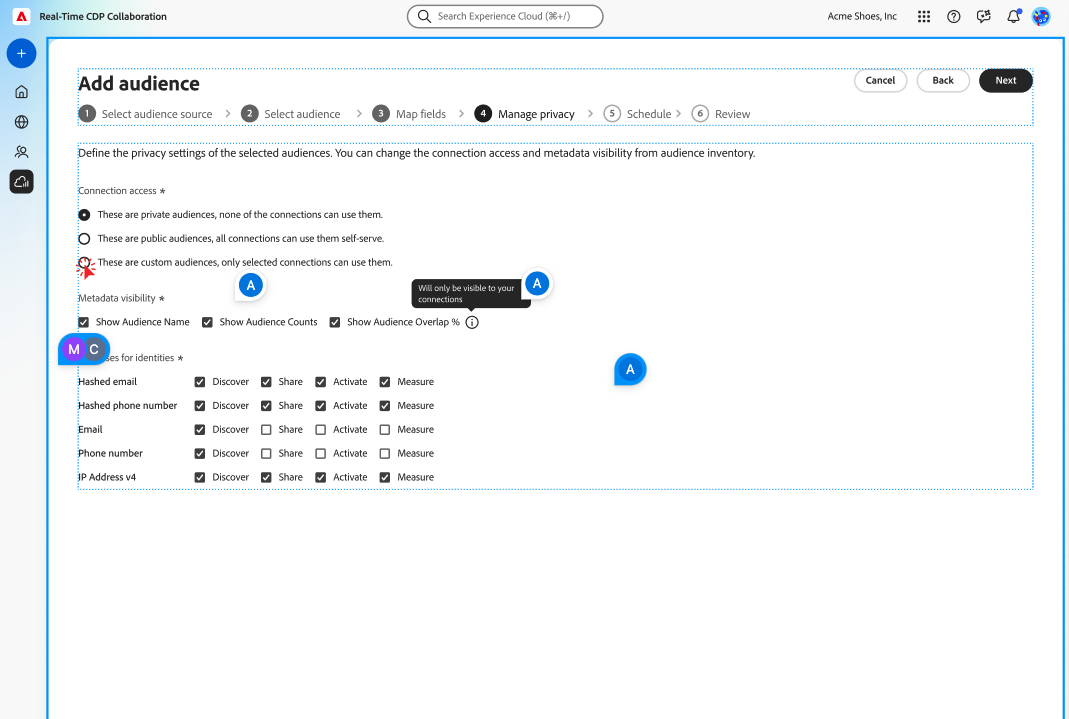 Real-Time CDP Collaboration
Search Experience Cloud (⌘+/)
Acme Shoes, Inc
Add audience
Cancel
Back
Next
1 Select audience source
2 Select audience
3 Map fields
4 Manage privacy
5 Schedule
6 Review
Define the privacy settings of the selected audiences. You can change the connection access and metadata visibility from audience inventory.
Connection access *
These are private audiences, none of the connections can use them.
These are public audiences, all connections can use them self-serve.
These are custom audiences, only selected connections can use them.
A
Will only be visible to your
connections
A
Metadata visibility *
Show Audience Name
Show Audience Counts
Show Audience Overlap %
M C
for identities *
A
Hashed email Discover Share Activate Measure
Hashed phone number Discover Share Activate Measure
Email Discover Share Activate Measure
Phone number Discover Share Activate Measure
IP Address v4 Discover Share Activate Measure